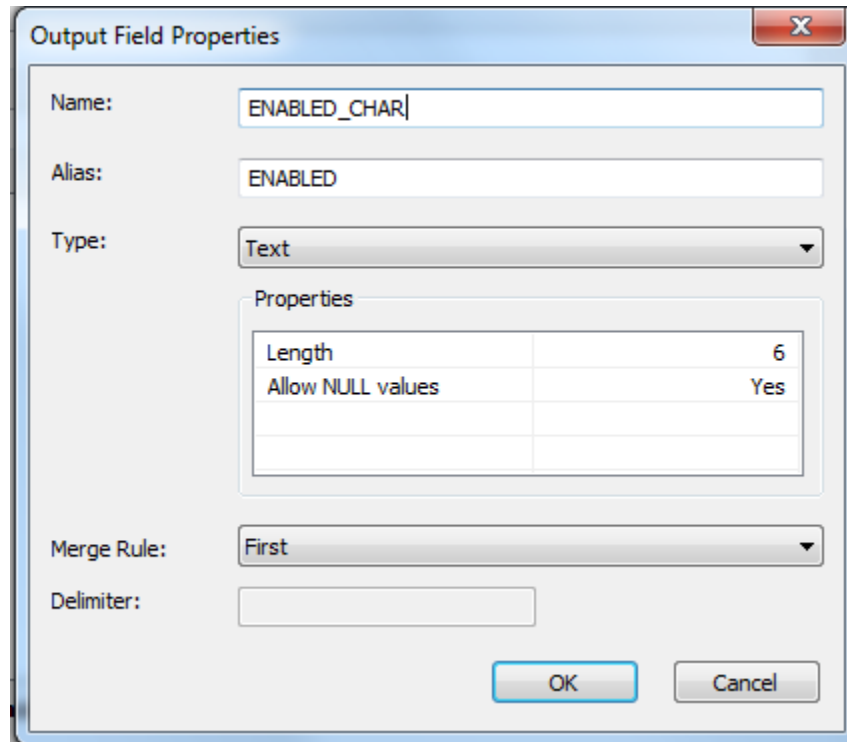 Output Field Properties
Name: ENABLED_CHAR
Alias: ENABLED
Type: Text
Properties
Length 6
Allow NULL values Yes
Merge Rule: First
Delimiter:
OK Cancel